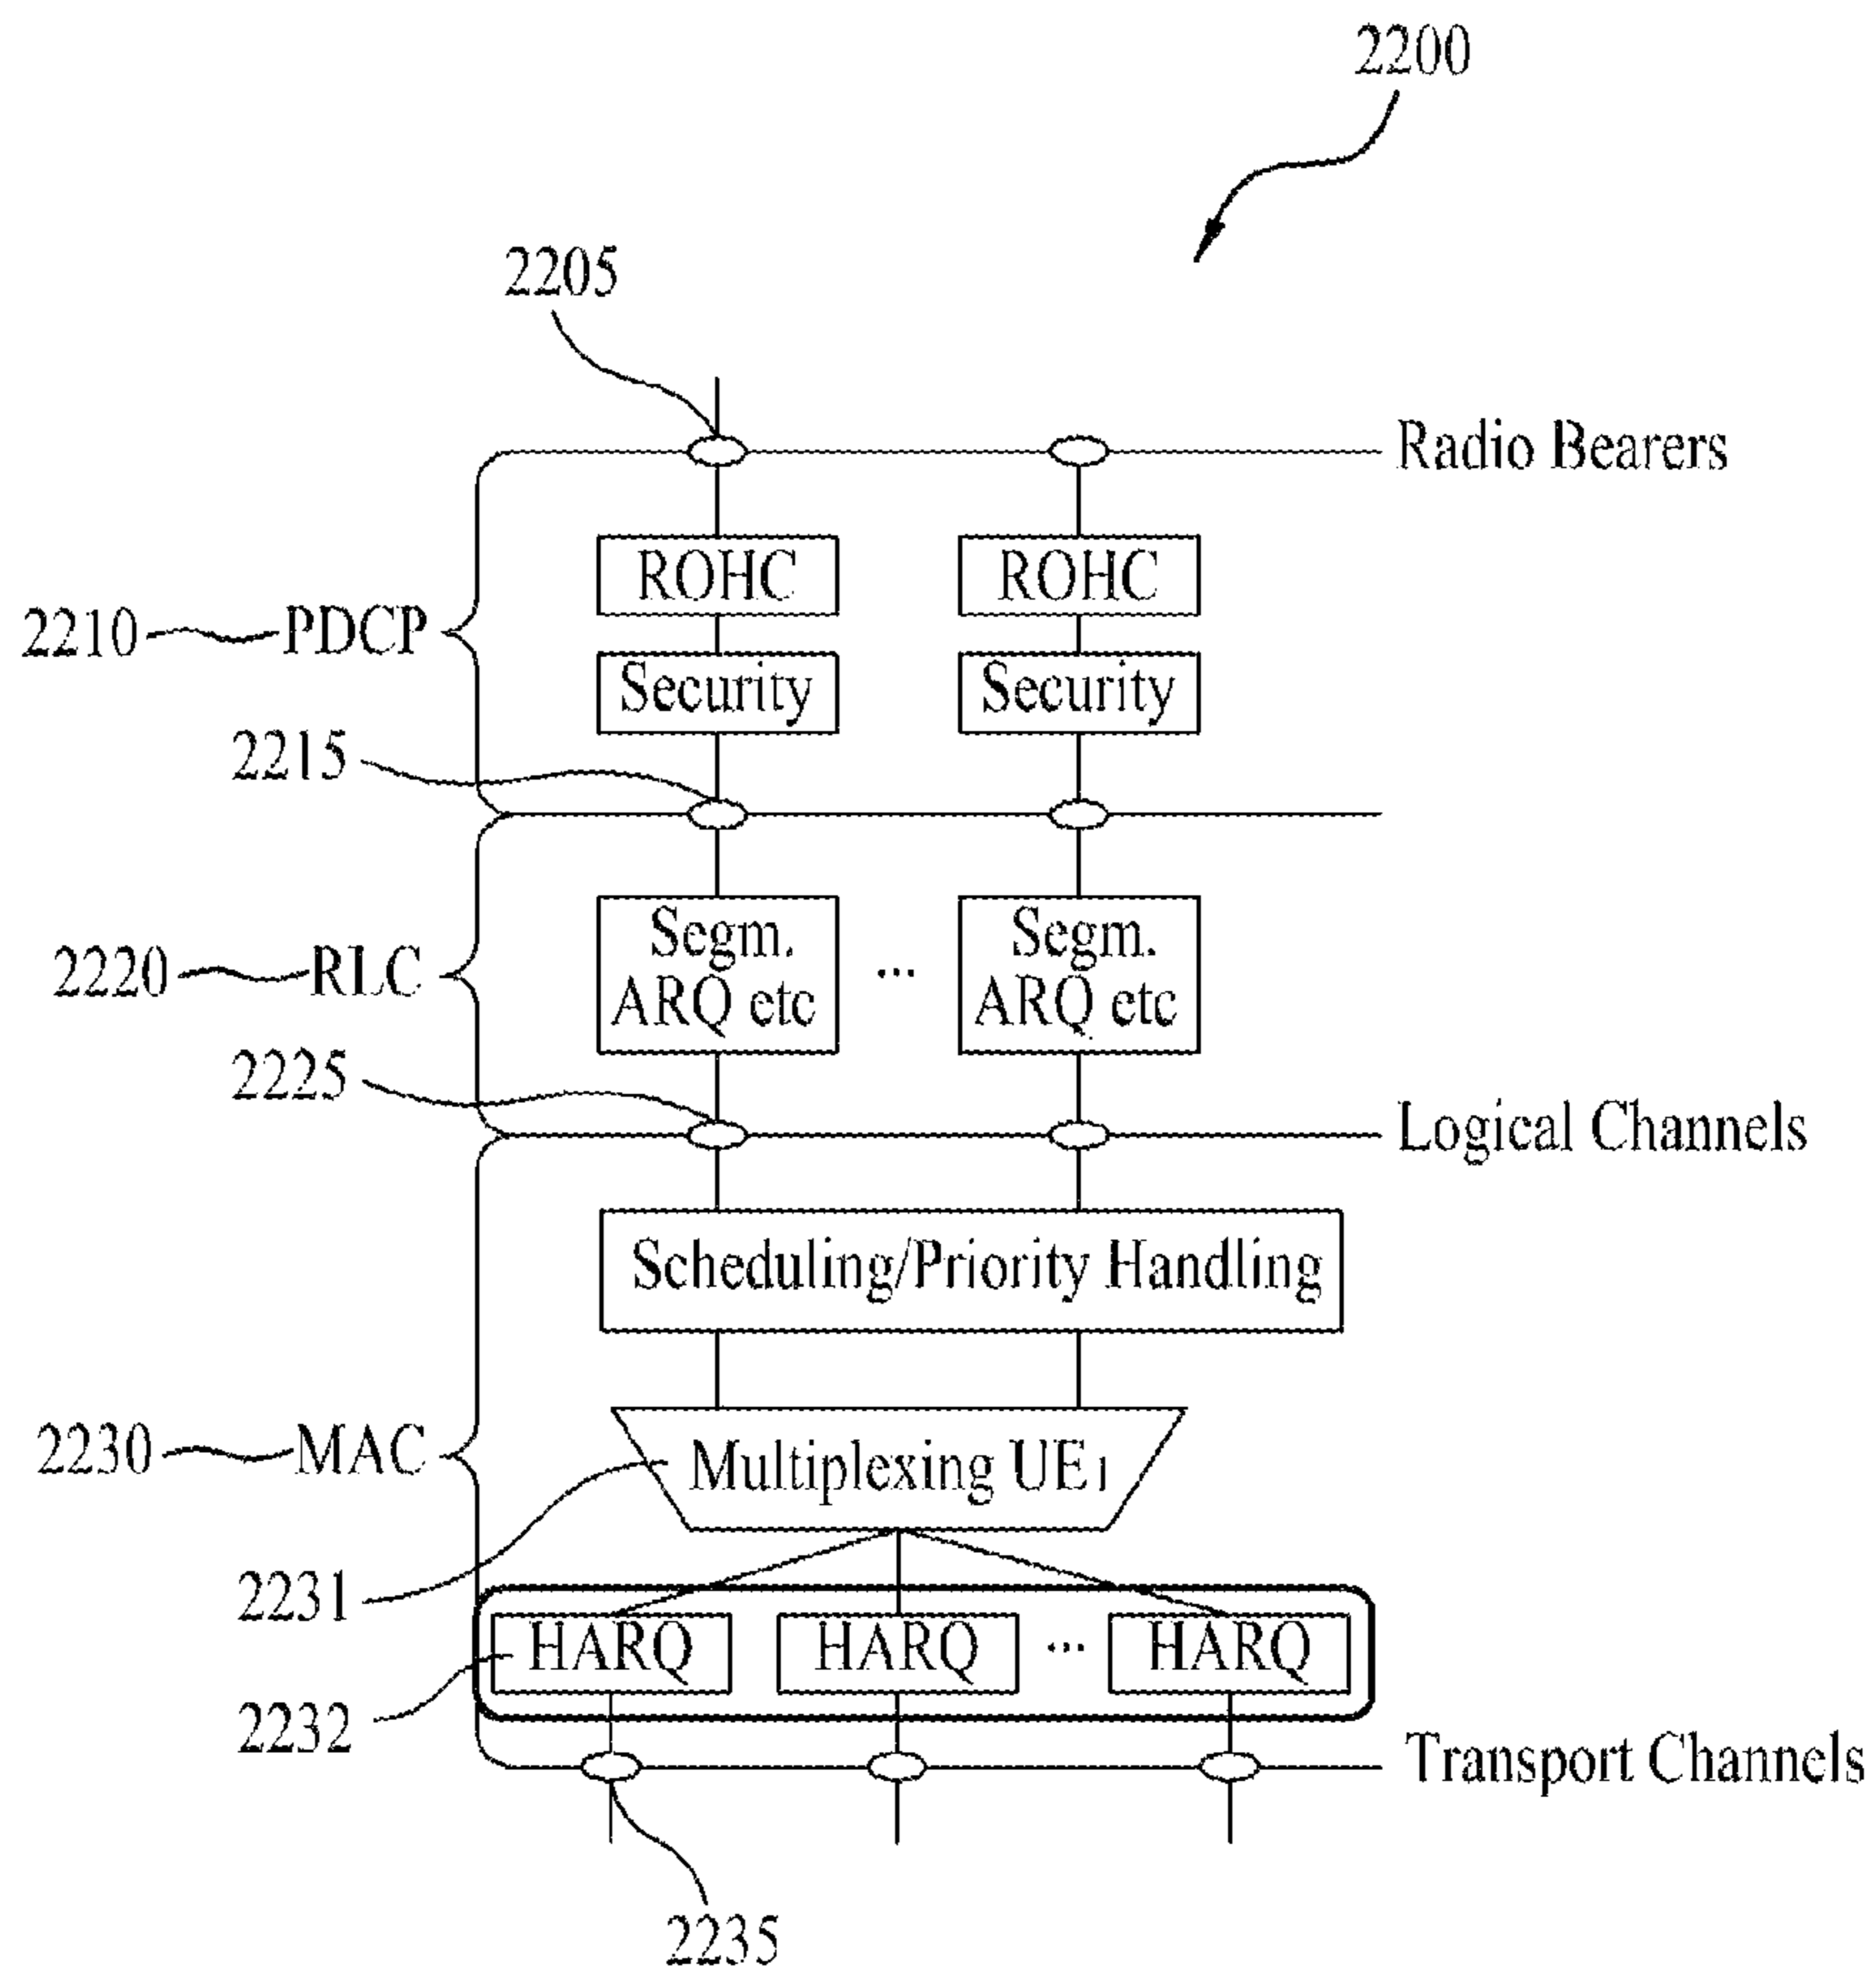 2200
2205
Radio Bearers
ROHC ROHC
2210 PDCP
Security Security
2215
Segm. ARQ etc ... Segm. ARQ etc
2220 RLC
2225
Logical Channels
Scheduling/Priority Handling
2230 MAC
Multiplexing UE1
2231
HARQ HARQ ... HARQ
2232
Transport Channels
2235